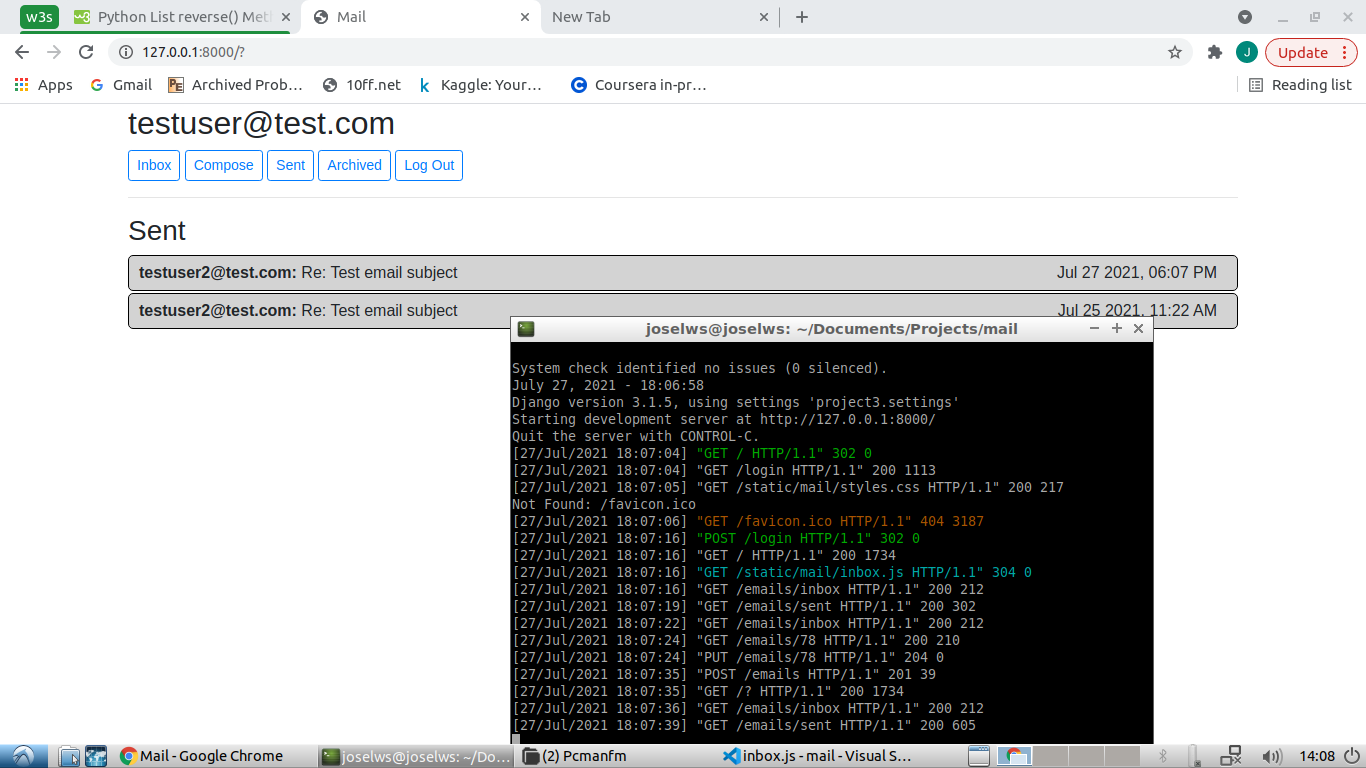 w3s
Python List reverse() Met
Mail
New Tab
127.0.0.1:8000/?
J
Update
Apps
Gmail
Archived Prob…
10ff.net
Kaggle: Your…
Coursera in-pr…
Reading list
testuser@test.com
Inbox Compose Sent Archived Log Out
Sent
testuser2@test.com: Re: Test email subject Jul 27 2021, 06:07 PM
testuser2@test.com: Re: Test email subject Jul 25 2021, 11:22 AM
joselws@joselws: ~/Documents/Projects/mail
System check identified no issues (0 silenced).
July 27, 2021 - 18:06:58
Django version 3.1.5, using settings 'project3.settings'
Starting development server at http://127.0.0.1:8000/
Quit the server with CONTROL-C.
[27/Jul/2021 18:07:04] "GET / HTTP/1.1" 302 0
[27/Jul/2021 18:07:04] "GET /login HTTP/1.1" 200 1113
[27/Jul/2021 18:07:05] "GET /static/mail/styles.css HTTP/1.1" 200 217
Not Found: /favicon.ico
[27/Jul/2021 18:07:06] "GET /favicon.ico HTTP/1.1" 404 3187
[27/Jul/2021 18:07:16] "POST /login HTTP/1.1" 302 0
[27/Jul/2021 18:07:16] "GET / HTTP/1.1" 200 1734
[27/Jul/2021 18:07:16] "GET /static/mail/inbox.js HTTP/1.1" 304 0
[27/Jul/2021 18:07:16] "GET /emails/inbox HTTP/1.1" 200 212
[27/Jul/2021 18:07:19] "GET /emails/sent HTTP/1.1" 200 302
[27/Jul/2021 18:07:22] "GET /emails/inbox HTTP/1.1" 200 212
[27/Jul/2021 18:07:24] "GET /emails/78 HTTP/1.1" 200 210
[27/Jul/2021 18:07:24] "PUT /emails/78 HTTP/1.1" 204 0
[27/Jul/2021 18:07:35] "POST /emails HTTP/1.1" 201 39
[27/Jul/2021 18:07:35] "GET /? HTTP/1.1" 200 1734
[27/Jul/2021 18:07:36] "GET /emails/inbox HTTP/1.1" 200 212
[27/Jul/2021 18:07:39] "GET /emails/sent HTTP/1.1" 200 605
Mail - Google Chrome
joselws@joselws: ~/Do...
(2) Pcmanfm
inbox.js - mail - Visual S...
14:08